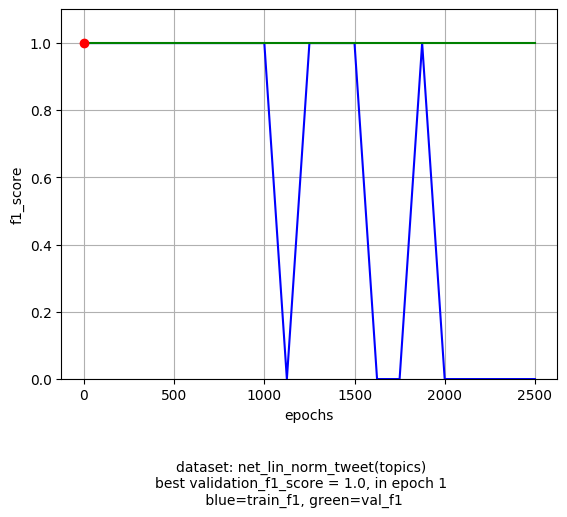 1.0
0.8
0.6
0.4
0.2
0.0
f1_score
0 500 1000 1500 2000 2500
epochs
dataset: net_lin_norm_tweet(topics)
best validation_f1_score = 1.0, in epoch 1
blue=train_f1, green=val_f1